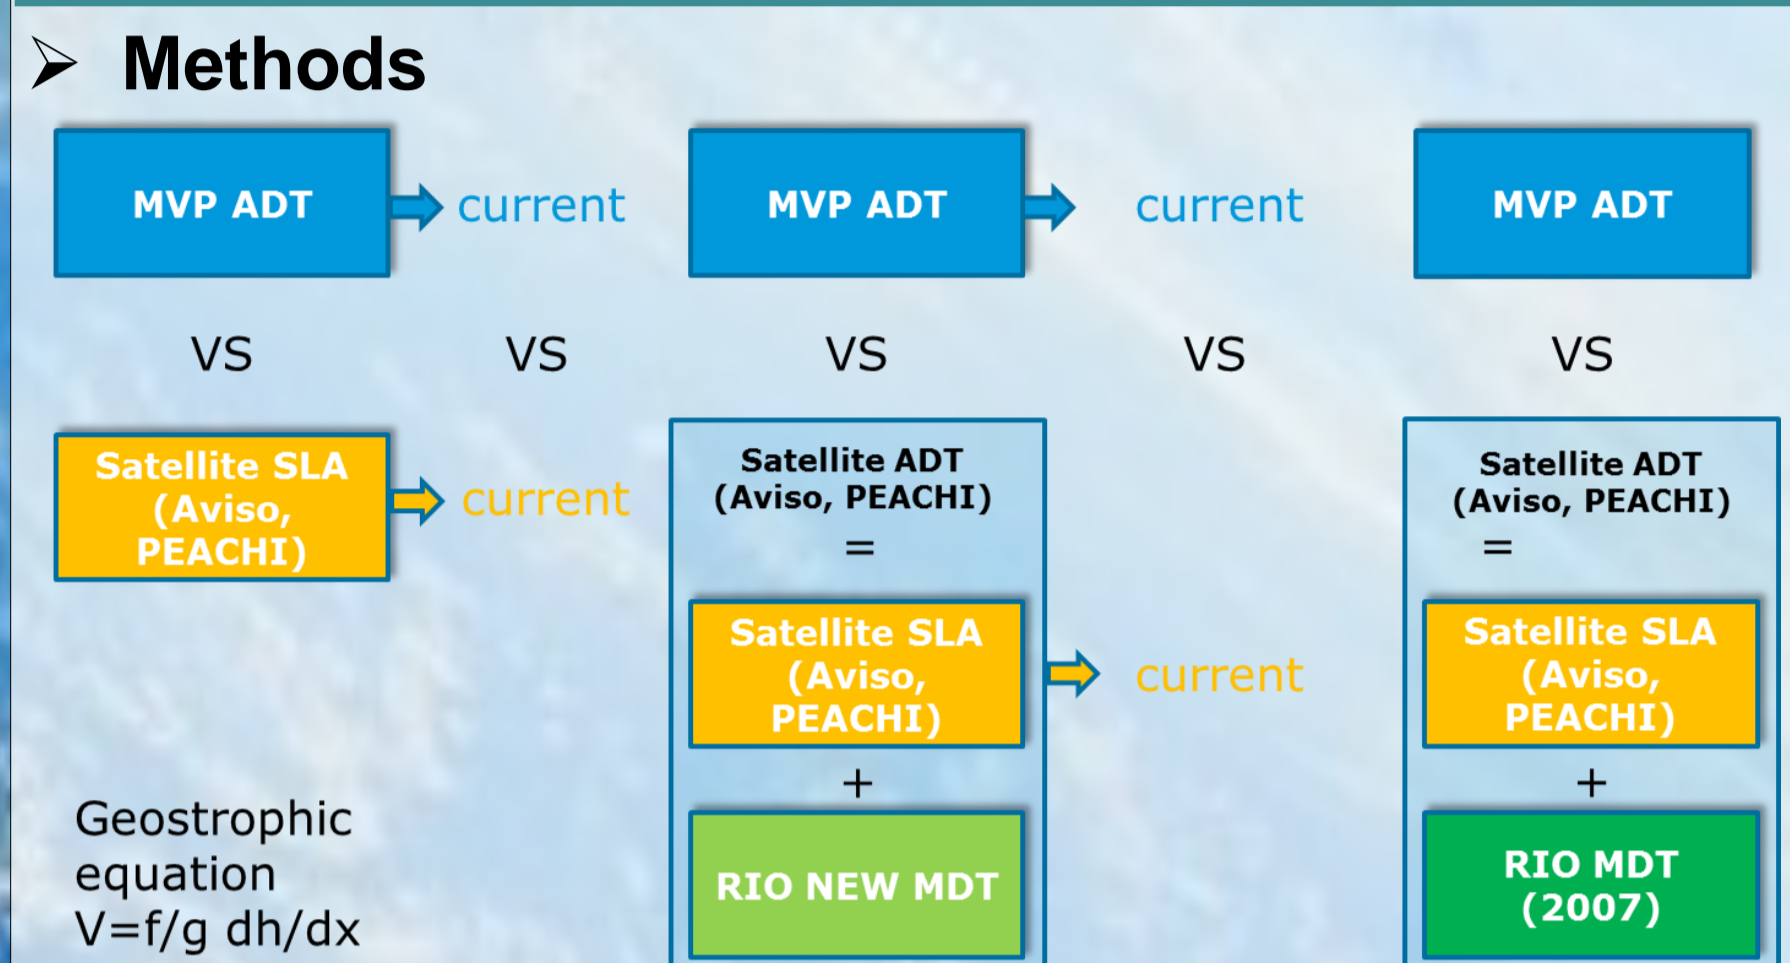 ➢ Methods
MVP ADT
current
MVP ADT
current
MVP ADT
VS
VS
VS
VS
VS
Satellite SLA
(Aviso,
PEACHI)
current
Satellite ADT
(Aviso, PEACHI)
=
Satellite SLA
(Aviso,
PEACHI)
current
+
RIO NEW MDT
Satellite ADT
(Aviso, PEACHI)
=
Satellite SLA
(Aviso,
PEACHI)
+
RIO MDT
(2007)
Geostrophic
equation
V=f/g dh/dx